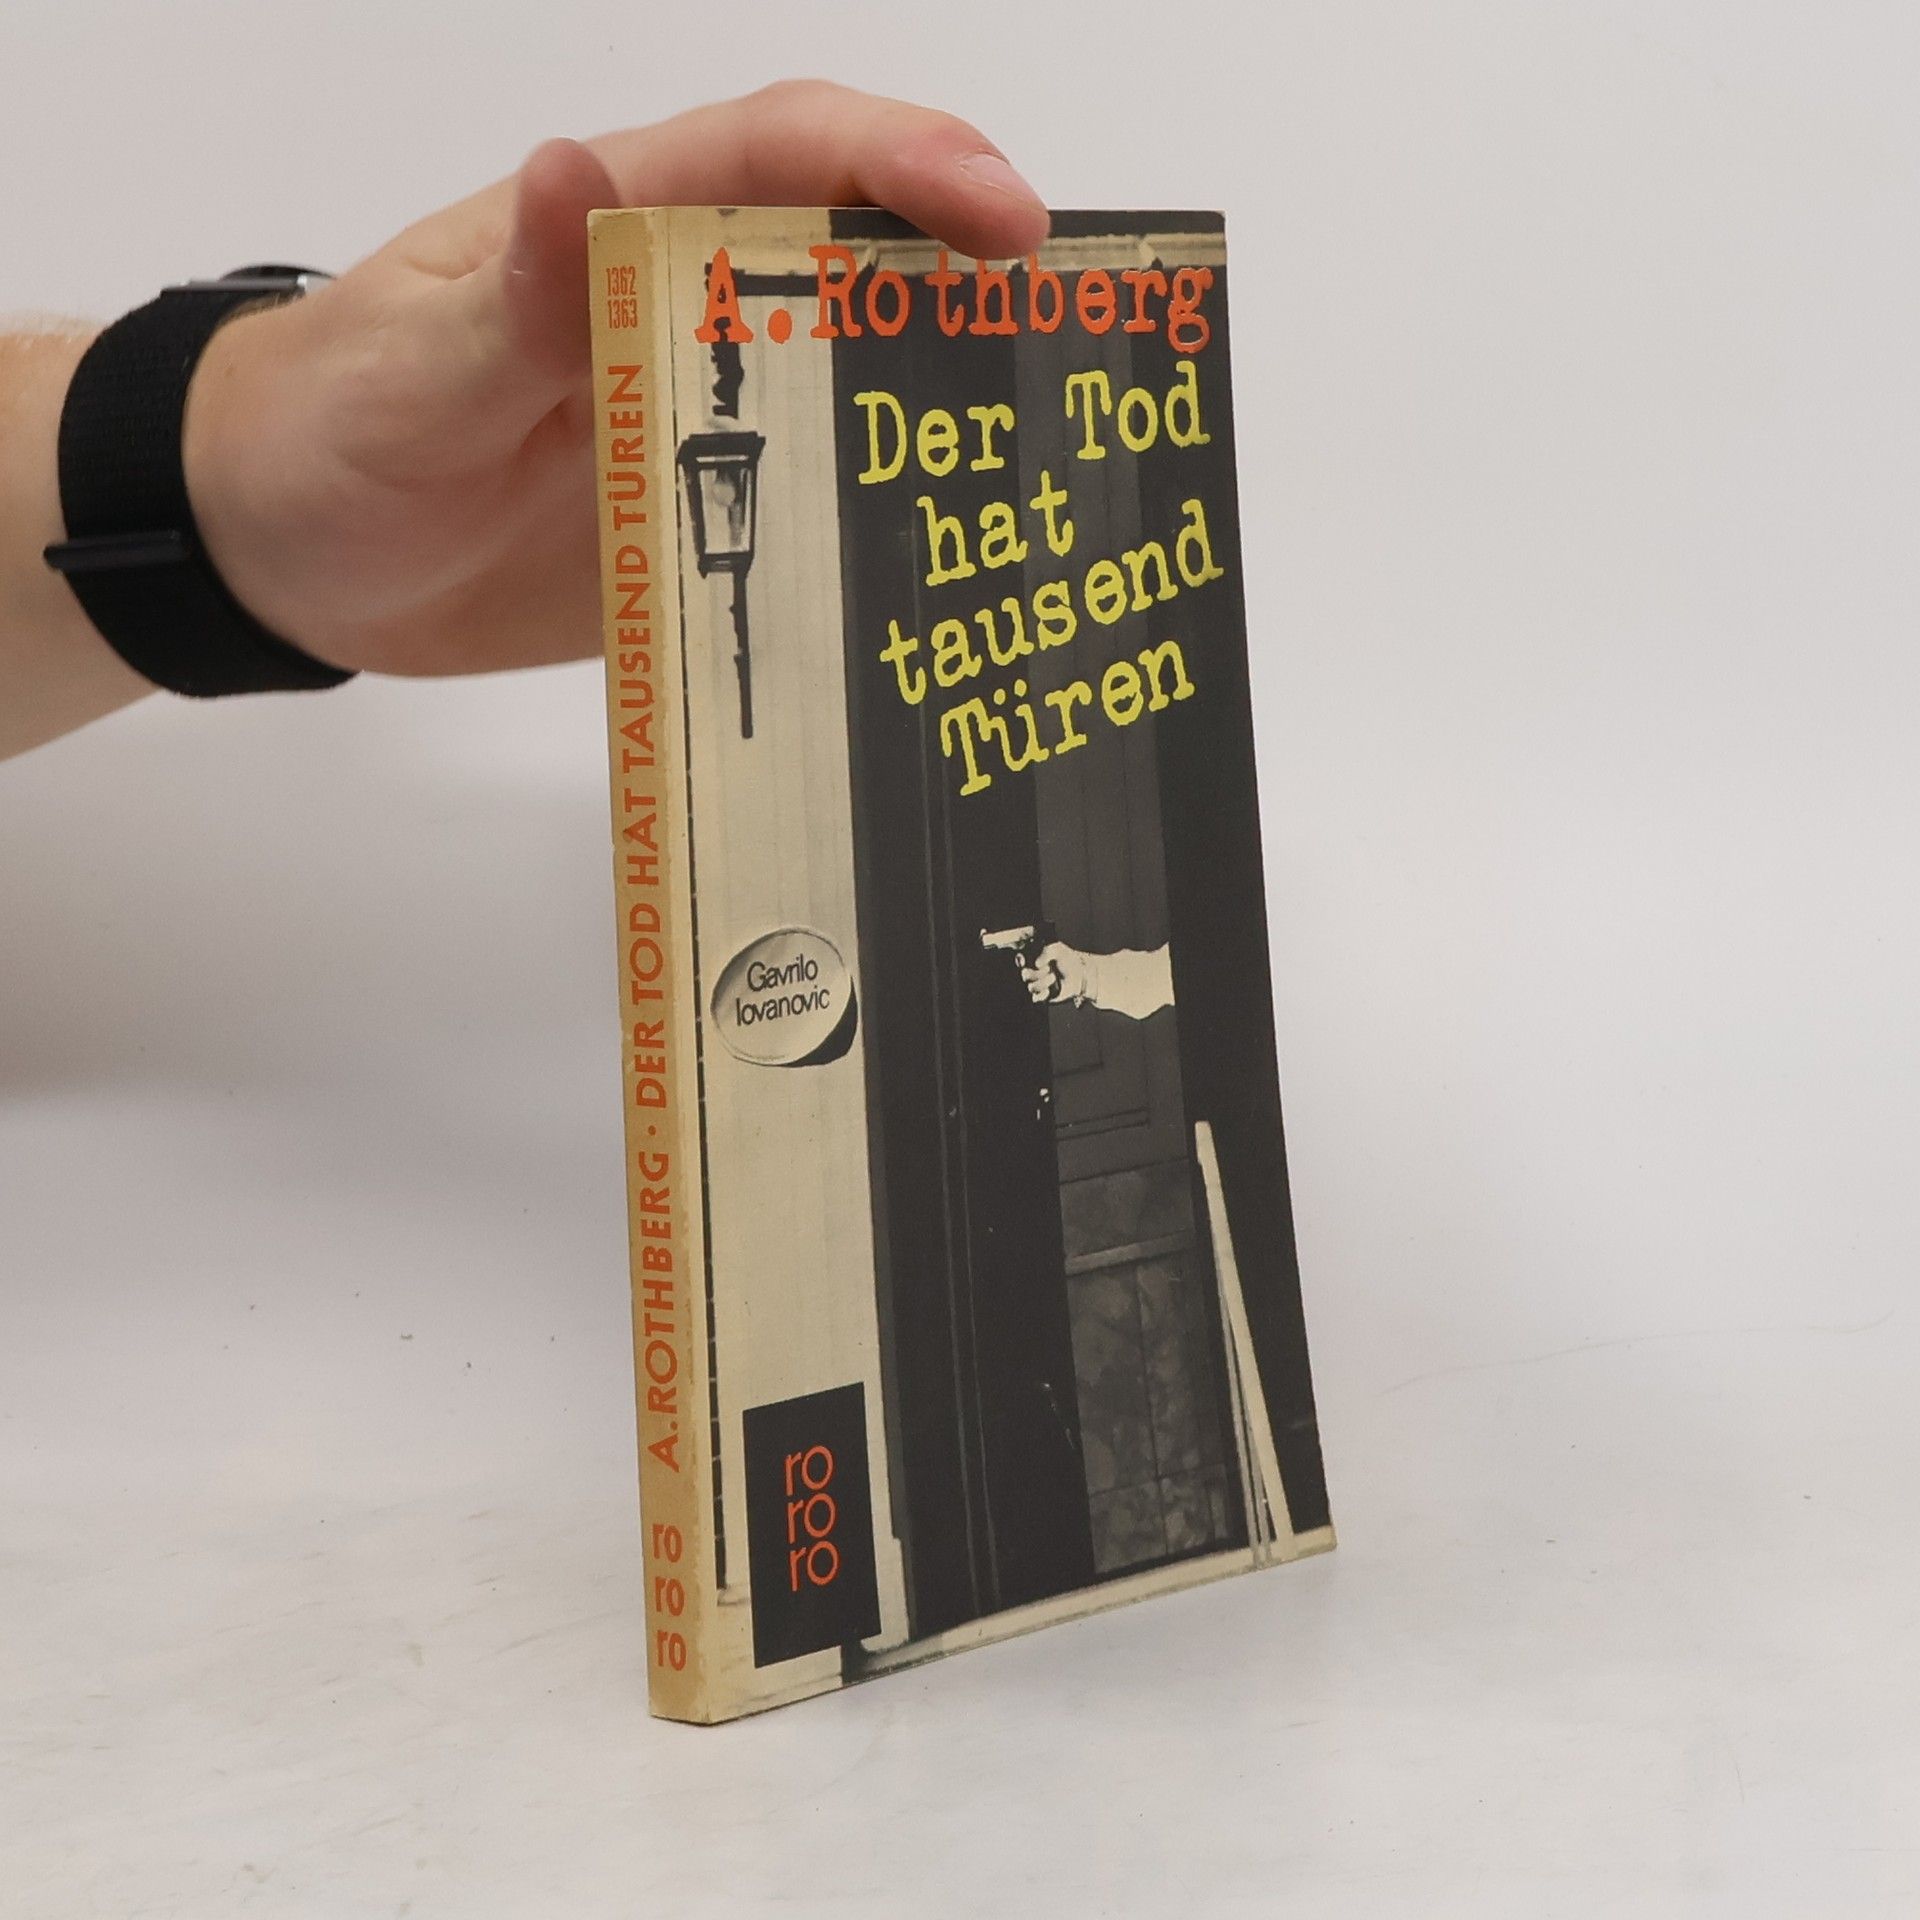 1362
1363
A.ROTHBERG · DER TOD HAT TAUSEND TÜREN
ro
ro
ro
A. Rothberg
Der Tod
hat
tausend
Türen
Gavrilo
Iovanovic
ro
ro
ro